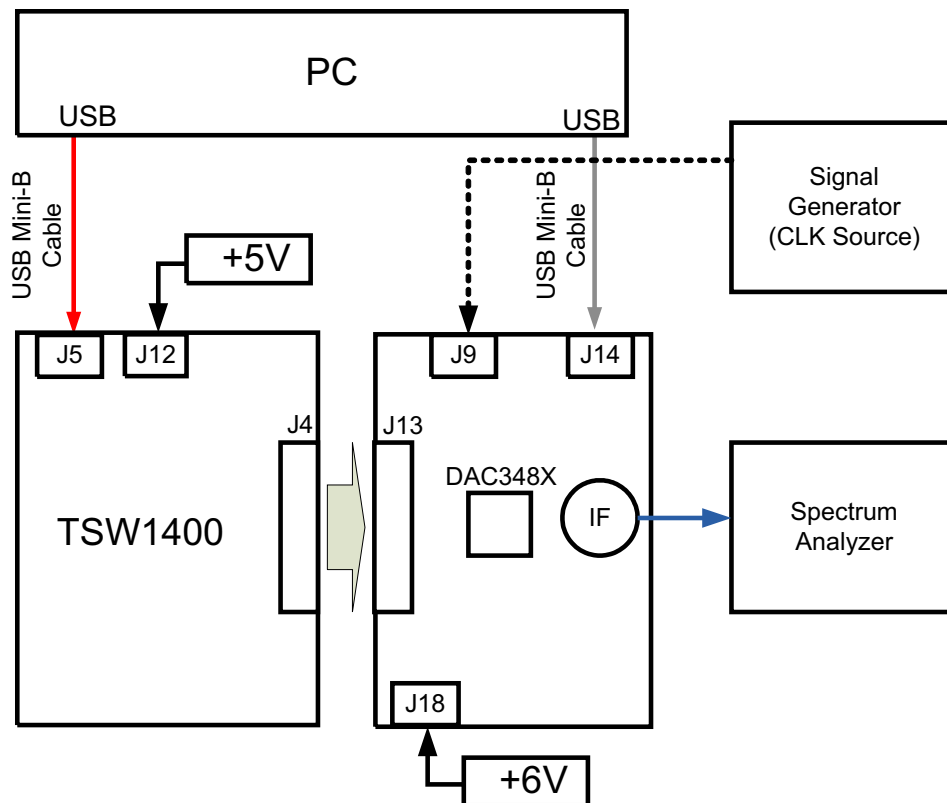 PC
USB
USB
USB Mini-B
Cable
USB Mini-B
Cable
Signal
Generator
(CLK Source)
+5V
J5
J12
J9
J14
J4
J13
DAC348X
TSW1400
IF
Spectrum
Analyzer
J18
+6V